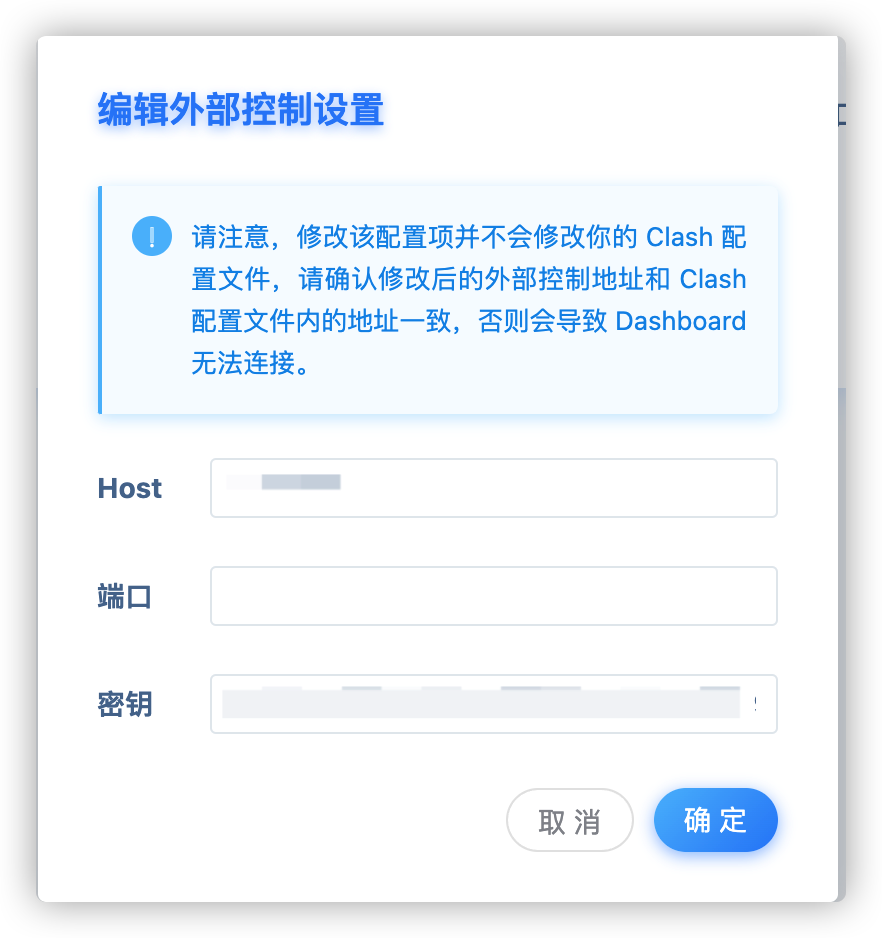 编辑外部控制设置
请注意，修改该配置项并不会修改你的 Clash 配
置文件，请确认修改后的外部控制地址和 Clash
配置文件内的地址一致，否则会导致 Dashboard
无法连接。
Host
端口
密钥
取 消
确 定